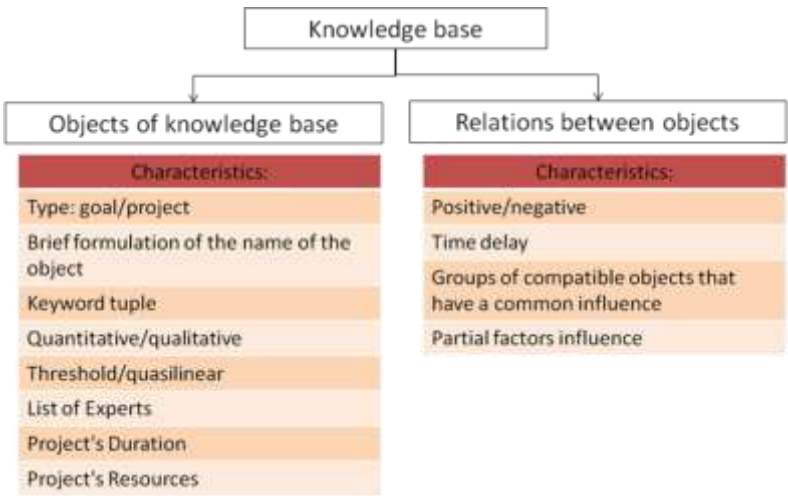 Knowledge base
Objects of knowledge base
Characteristics:
Type: goal/project
Brief formulation of the name of the
object
Keyword tuple
Quantitative/qualitative
Threshold/quasilinear
List of Experts
Project's Duration
Project's Resources
Relations between objects
Characteristics:
Positive/negative
Time delay
Groups of compatible objects that
have a common influence
Partial factors influence